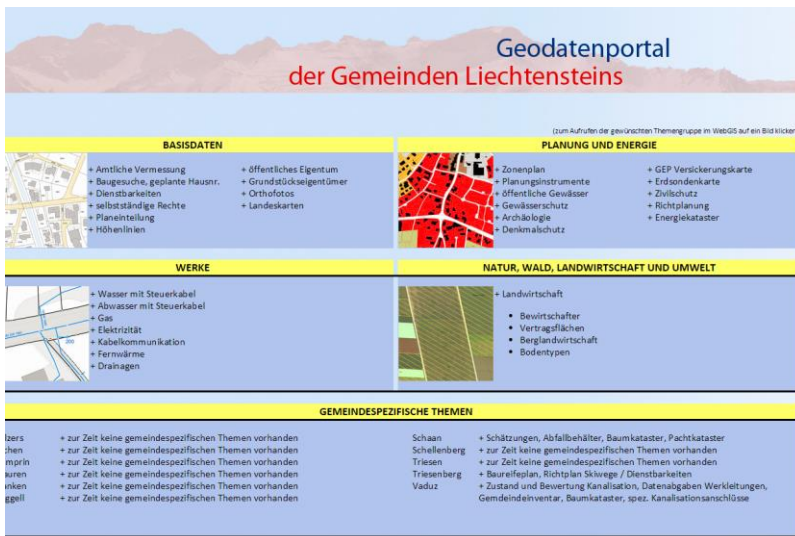 Geodatenportal
der Gemeinden Liechtensteins
(zum Aufrufen der gewünschten Themengruppe im WebGIS auf ein Bild klicken
BASISDATEN
+ Amtliche Vermessung
+ Baugesuche, geplante Hausnr.
+ Dienstbarkeiten
+ selbstständige Rechte
+ Planeinteilung
+ Höhenlinien
+ öffentliches Eigentum
+ Grundstückseigentümer
+ Orthofotos
+ Landeskarten
PLANUNG UND ENERGIE
+ Zonenplan
+ Planungsinstrumente
+ öffentliche Gewässer
+ Gewässerschutz
+ Archäologie
+ Denkmalschutz
+ GEP Versickerungskarte
+ Erdsondenkarte
+ Zivilschutz
+ Richtplanung
+ Energiekataster
WERKE
+ Wasser mit Steuerkabel
+ Abwasser mit Steuerkabel
+ Gas
+ Elektrizität
+ Kabelkommunikation
+ Fernwärme
+ Drainagen
NATUR, WALD, LANDWIRTSCHAFT UND UMWELT
+ Landwirtschaft
• Bewirtschafter
• Vertragsflächen
• Berglandwirtschaft
• Bodentypen
GEMEINDESPEZIFISCHE THEMEN
lzers + zur Zeit keine gemeindespezifischen Themen vorhanden
chen + zur Zeit keine gemeindespezifischen Themen vorhanden
mprin + zur Zeit keine gemeindespezifischen Themen vorhanden
auren + zur Zeit keine gemeindespezifischen Themen vorhanden
anken + zur Zeit keine gemeindespezifischen Themen vorhanden
ggell + zur Zeit keine gemeindespezifischen Themen vorhanden
Schaan + Schätzungen, Abfallbehälter, Baumkataster, Pachtkataster
Schellenberg + zur Zeit keine gemeindespezifischen Themen vorhanden
Triesen + zur Zeit keine gemeindespezifischen Themen vorhanden
Triesenberg + Baureifeplan, Richtplan Skiwege / Dienstbarkeiten
Vaduz + Zustand und Bewertung Kanalisation, Datenabgaben Werkleitungen,
Gemdeindeinventar, Baumkataster, spez. Kanalisationsanschlüsse